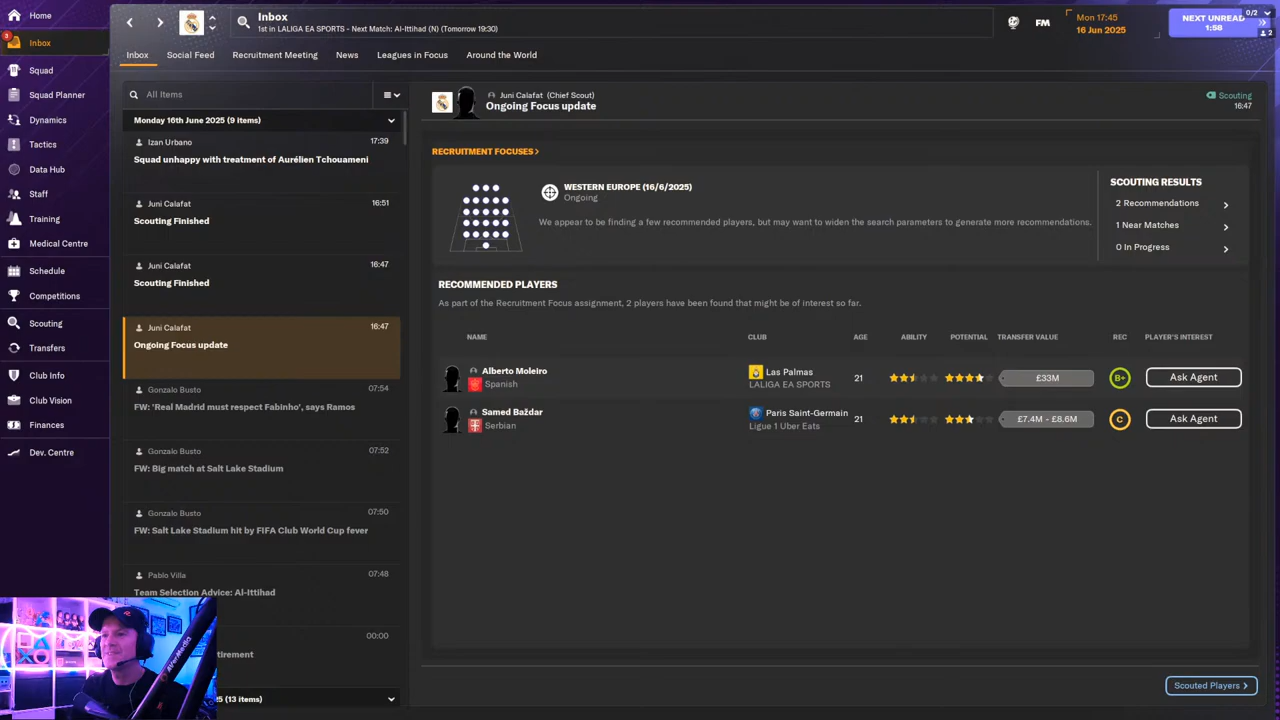 Home
3
Inbox
Squad
Squad Planner
Dynamics
Tactics
Data Hub
Staff
Training
Medical Centre
Schedule
Competitions
Scouting
Transfers
Club Info
Club Vision
Finances
Dev. Centre
Inbox
1st in LALIGA EA SPORTS - Next Match: Al-Ittihad (N) (Tomorrow 19:30)
FM
Mon 17:45
16 Jun 2025
NEXT UNREAD
1:58
0/2
2
Inbox Social Feed Recruitment Meeting News Leagues in Focus Around the World
All Items
Monday 16th June 2025 (9 items)
Izan Urbano 17:39
Squad unhappy with treatment of Aurélien Tchouameni
Juni Calafat 16:51
Scouting Finished
Juni Calafat 16:47
Scouting Finished
Juni Calafat 16:47
Ongoing Focus update
Gonzalo Busto 07:54
FW: 'Real Madrid must respect Fabinho', says Ramos
Gonzalo Busto 07:52
FW: Big match at Salt Lake Stadium
Gonzalo Busto 07:50
FW: Salt Lake Stadium hit by FIFA Club World Cup fever
Pablo Villa 07:48
Team Selection Advice: Al-Ittihad
00:00
(13 items)
Juni Calafat (Chief Scout)
Ongoing Focus update
Scouting
16:47
RECRUITMENT FOCUSES >
WESTERN EUROPE (16/6/2025)
Ongoing
We appear to be finding a few recommended players, but may want to widen the search parameters to generate more recommendations.
SCOUTING RESULTS
2 Recommendations
1 Near Matches
0 In Progress
RECOMMENDED PLAYERS
As part of the Recruitment Focus assignment, 2 players have been found that might be of interest so far.
NAME CLUB AGE ABILITY POTENTIAL TRANSFER VALUE REC PLAYER'S INTEREST
Alberto Moleiro
Spanish
Las Palmas
LALIGA EA SPORTS
21 £33M B+ Ask Agent
Samed Baždar
Serbian
Paris Saint-Germain
Ligue 1 Uber Eats
21 £7.4M - £8.6M C Ask Agent
Scouted Players >
AVerMedia